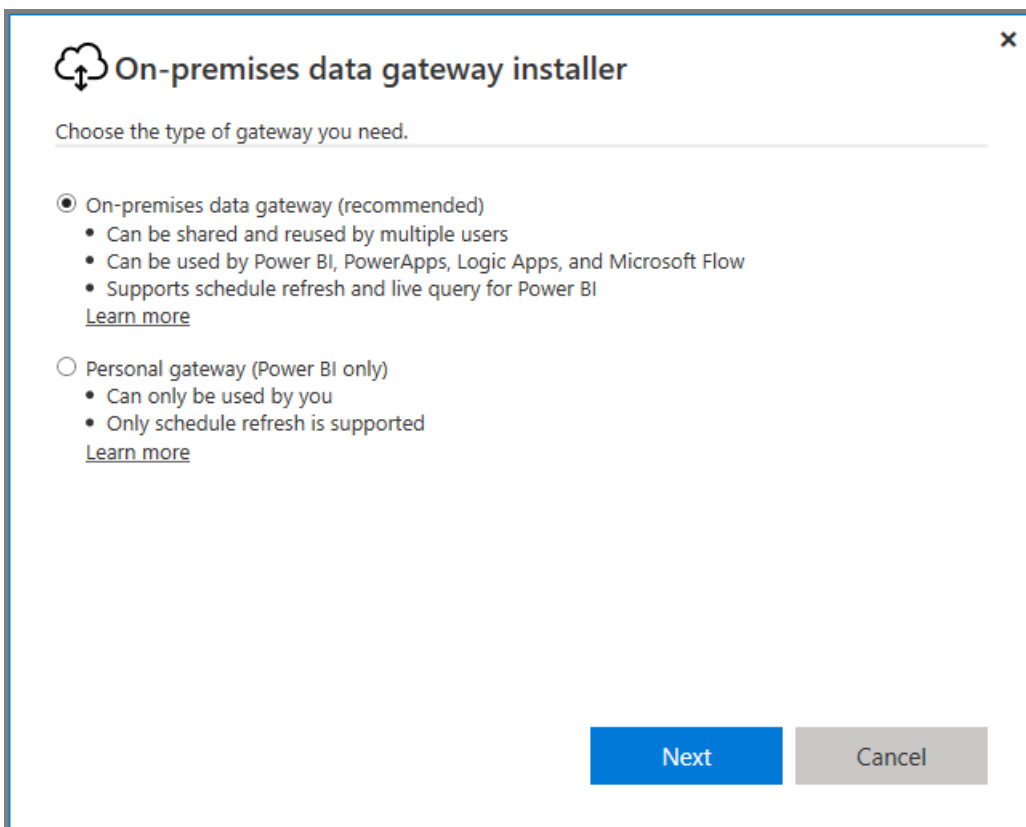 On-premises data gateway installer
Choose the type of gateway you need.
On-premises data gateway (recommended)
• Can be shared and reused by multiple users
• Can be used by Power BI, PowerApps, Logic Apps, and Microsoft Flow
• Supports schedule refresh and live query for Power BI
Learn more
Personal gateway (Power BI only)
• Can only be used by you
• Only schedule refresh is supported
Learn more
Next
Cancel